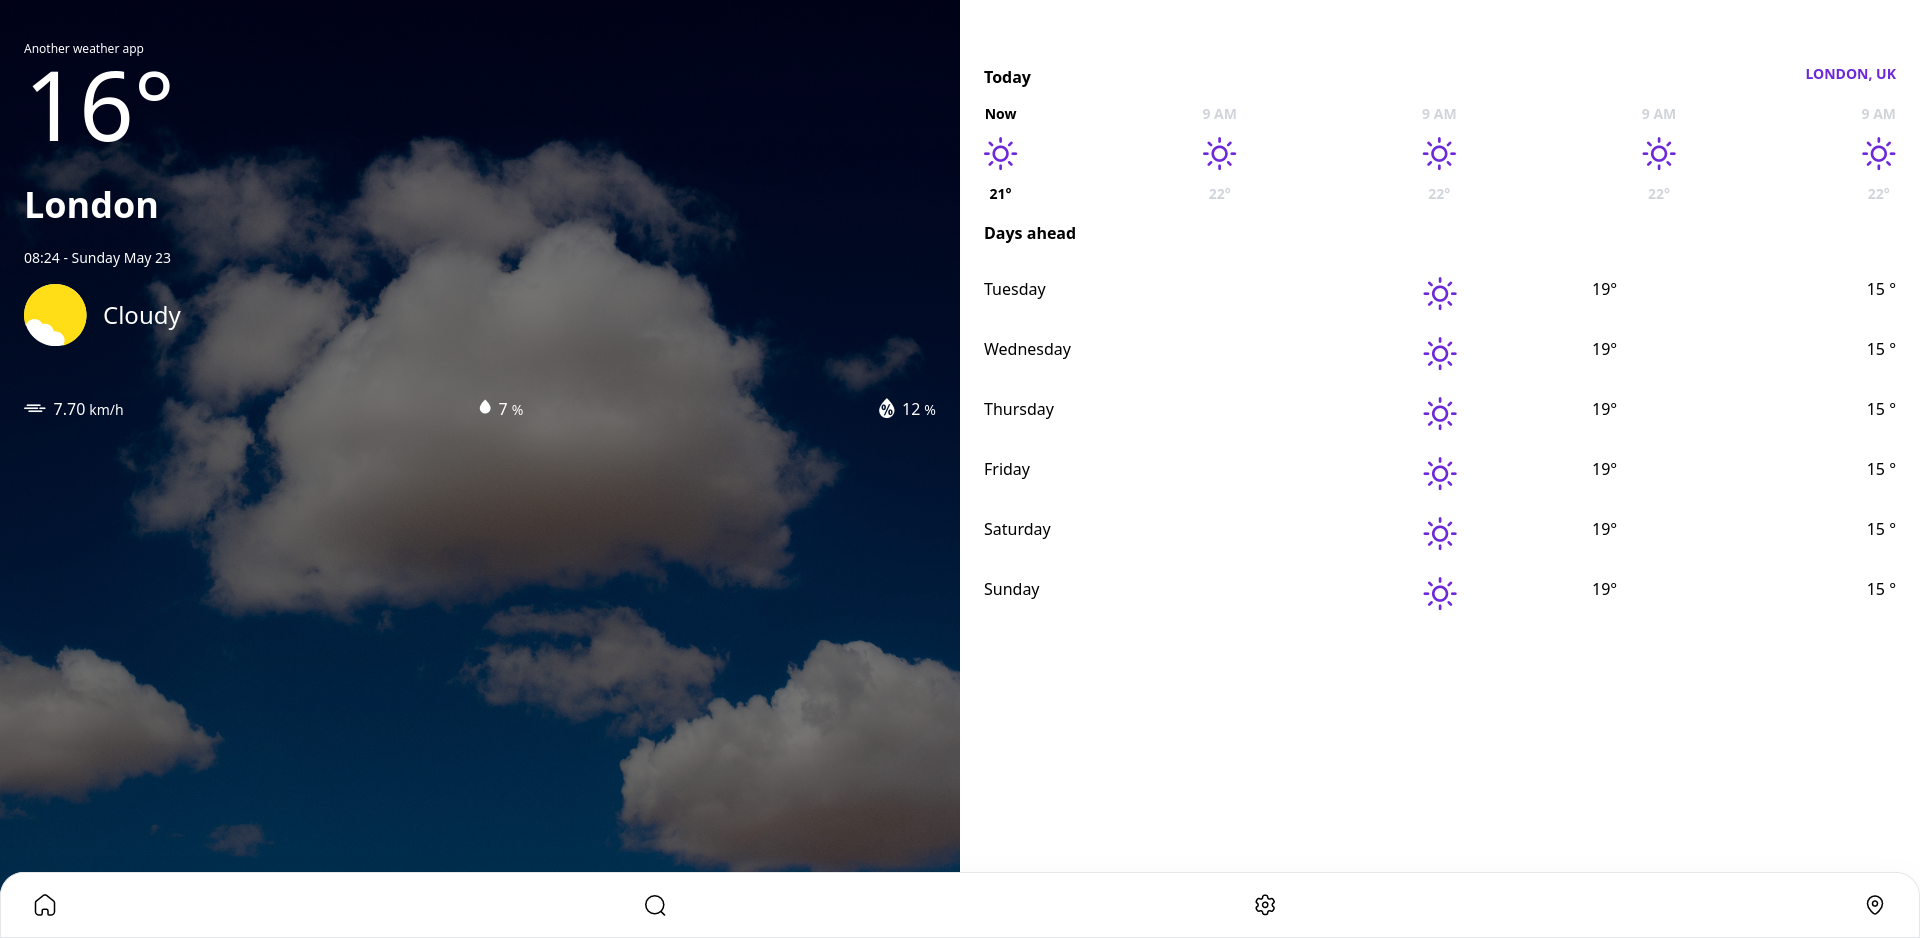 Another weather app
16°
London
08:24 - Sunday May 23
Cloudy
7.70 km/h
7 %
12 %
Today
LONDON, UK
Now 9 AM 9 AM 9 AM 9 AM
21° 22° 22° 22° 22°
Days ahead
Tuesday 19° 15 °
Wednesday 19° 15 °
Thursday 19° 15 °
Friday 19° 15 °
Saturday 19° 15 °
Sunday 19° 15 °